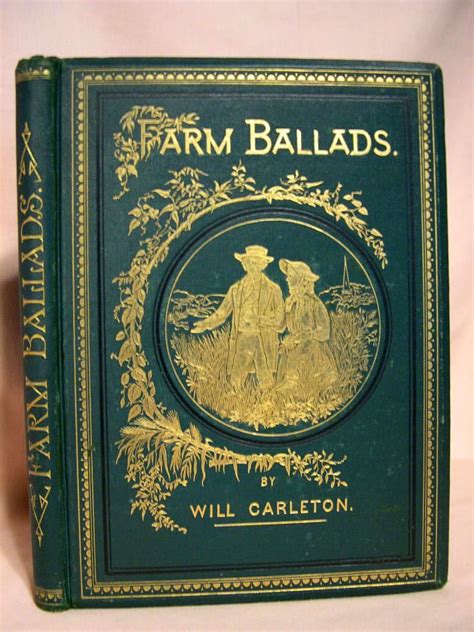 FARM BALLADS.
FARM BALLADS.
BY
WILL CARLETON.